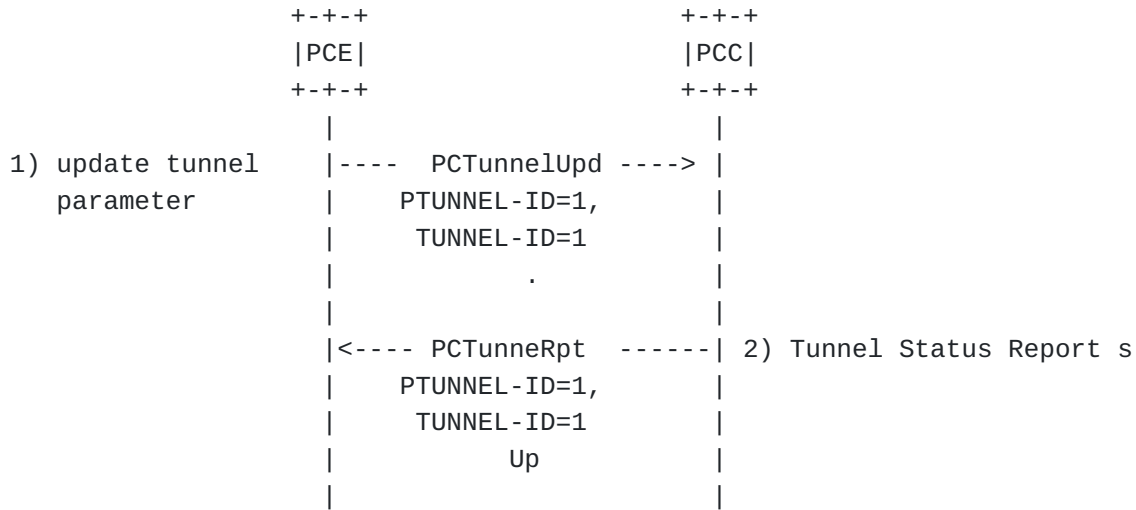 +-+-+                    +-+-+
|PCE|                    |PCC|
+-+-+                    +-+-+
|                        |
1) update tunnel    |----  PCTunnelUpd ----> |
parameter        |    PTUNNEL-ID=1,       |
|     TUNNEL-ID=1        |
|            .           |
|                        |
|<---- PCTunneRpt  ------| 2) Tunnel Status Report s
|    PTUNNEL-ID=1,       |
|     TUNNEL-ID=1        |
|           Up           |
|                        |